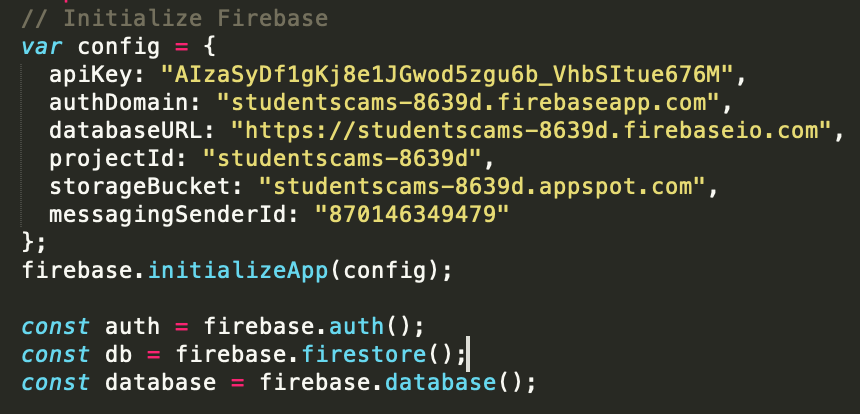 // Initialize Firebase
var config = {
apiKey: "AIzaSyDf1gKj8e1JGwod5zgu6b_VhbSItue676M",
authDomain: "studentscams-8639d.firebaseapp.com",
databaseURL: "https://studentscams-8639d.firebaseio.com",
projectId: "studentscams-8639d",
storageBucket: "studentscams-8639d.appspot.com",
messagingSenderId: "870146349479"
};
firebase.initializeApp(config);
const auth = firebase.auth();
const db = firebase.firestore();
const database = firebase.database();